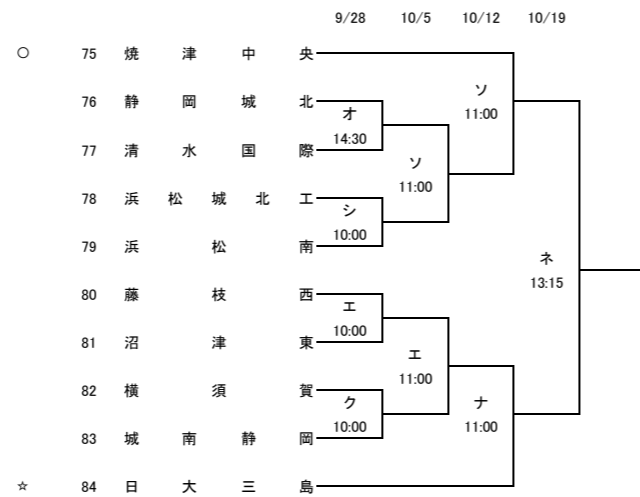 9/28 10/5 10/12 10/19
○ 75 焼津中央
ソ
76 静岡城北
オ 11:00
14:30
77 清水国際
ソ
11:00
78 浜松城北工
シ
10:00
79 浜松南
ネ
13:15
80 藤枝西
エ
10:00
81 沼津東
エ
11:00
82 横須賀
ク ナ
10:00 11:00
83 城南静岡
☆ 84 日大三島